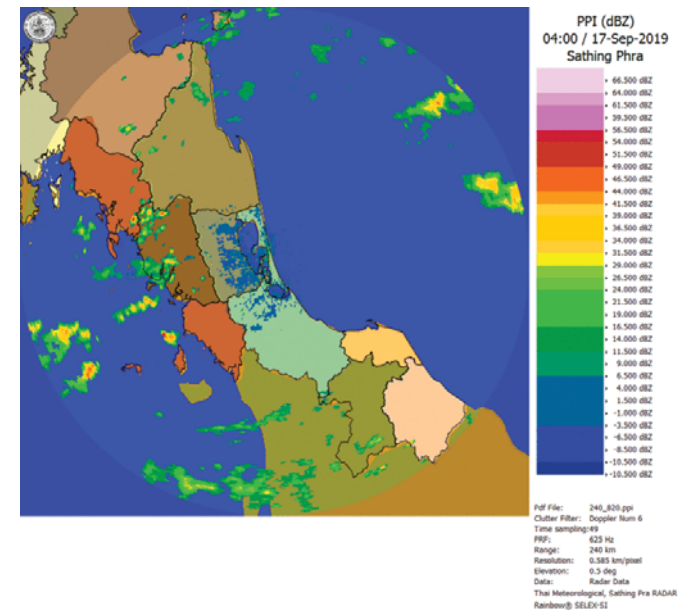 PPI (dBZ)
04:00 / 17-Sep-2019
Sathing Phra
66.500 dBZ
64.000 dBZ
61.500 dBZ
59.500 dBZ
56.500 dBZ
54.000 dBZ
51.500 dBZ
49.000 dBZ
46.500 dBZ
44.000 dBZ
41.500 dBZ
39.000 dBZ
36.500 dBZ
34.000 dBZ
31.500 dBZ
29.000 dBZ
26.500 dBZ
24.000 dBZ
21.500 dBZ
19.000 dBZ
16.500 dBZ
14.000 dBZ
11.500 dBZ
9.000 dBZ
6.500 dBZ
4.000 dBZ
1.500 dBZ
-1.000 dBZ
-3.500 dBZ
-6.500 dBZ
-8.500 dBZ
-10.500 dBZ
-10.500 dBZ
Pdf File: 240_820.ppi
Clutter Filter: Doppler Num 6
Time sampling:49
PRF: 625 Hz
Range: 240 km
Resolution: 0.585 km/pixel
Elevation: 0.5 deg
Data: Radar Data
Thai Meteorological, Sathing Pra RADAR
Rainbow® SELEX-SI